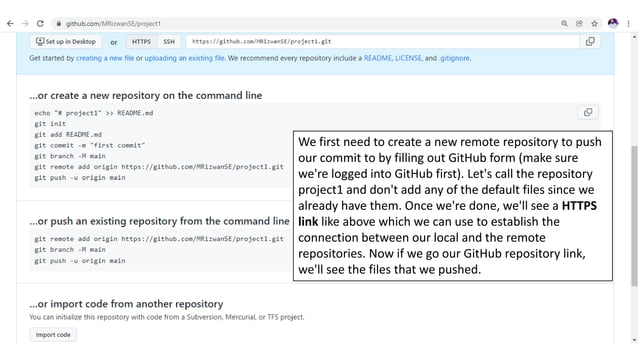 github.com/MRizwanSE/project1
Set up in Desktop or HTTPS SSH https://github.com/MRizwanSE/project1.git
Get started by creating a new file or uploading an existing file. We recommend every repository include a README, LICENSE, and .gitignore.
...or create a new repository on the command line
echo "# project1" >> README.md
git init
git add README.md
git commit -m "first commit"
git branch -M main
git remote add origin https://github.com/MRizwanSE/project1.git
git push -u origin main
We first need to create a new remote repository to push
our commit to by filling out GitHub form (make sure
we're logged into GitHub first). Let's call the repository
project1 and don't add any of the default files since we
already have them. Once we're done, we'll see a HTTPS
link like above which we can use to establish the
connection between our local and the remote
repositories. Now if we go our GitHub repository link,
we'll see the files that we pushed.
...or push an existing repository from the command line
git remote add origin https://github.com/MRizwanSE/project1.git
git branch -M main
git push -u origin main
...or import code from another repository
You can initialize this repository with code from a Subversion, Mercurial, or TFS project.
Import code